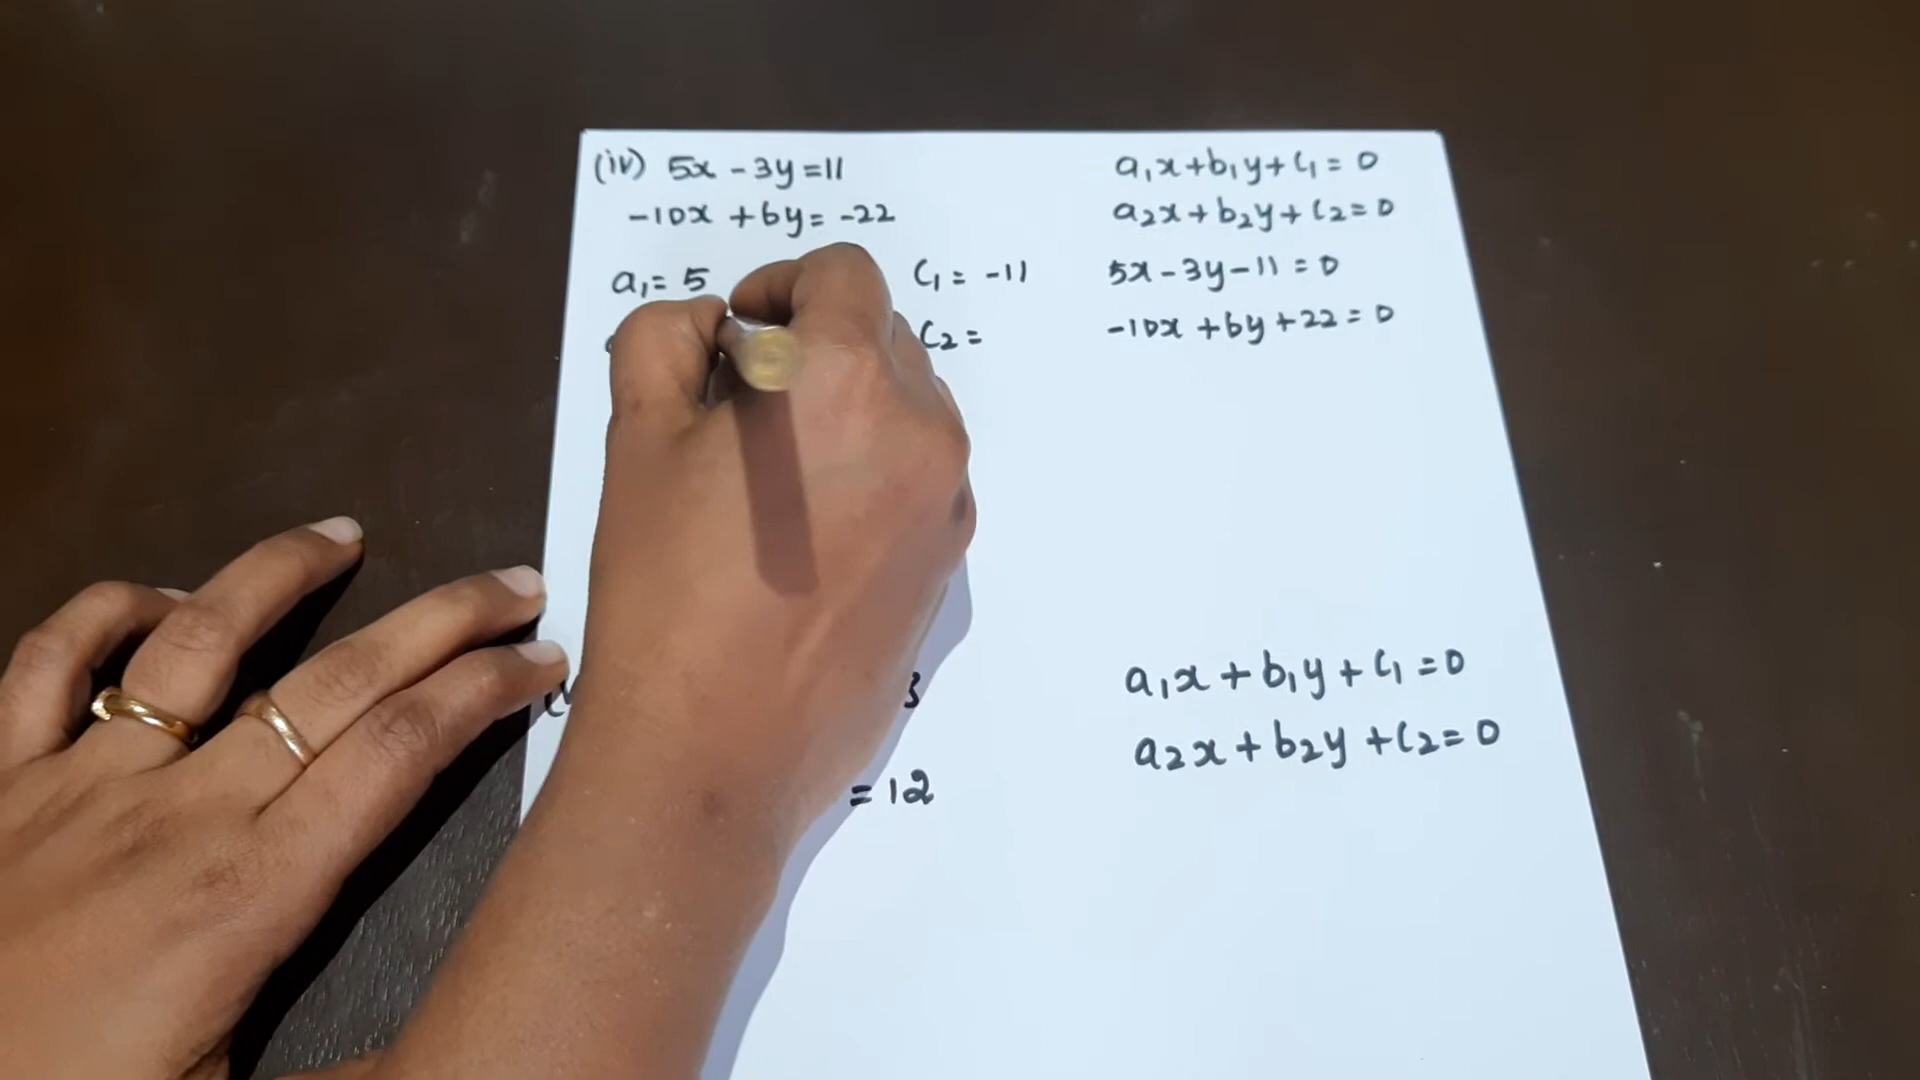 (iv) 5x - 3y = 11
-10x + 6y = -22
a₁ = 5 C₁ = -11
C₂ =
a₁x + b₁y + C₁ = 0
a₂x + b₂y + C₂ = 0
5x - 3y - 11 = 0
-10x + 6y + 22 = 0
3
= 12
a₁x + b₁y + C₁ = 0
a₂x + b₂y + C₂ = 0